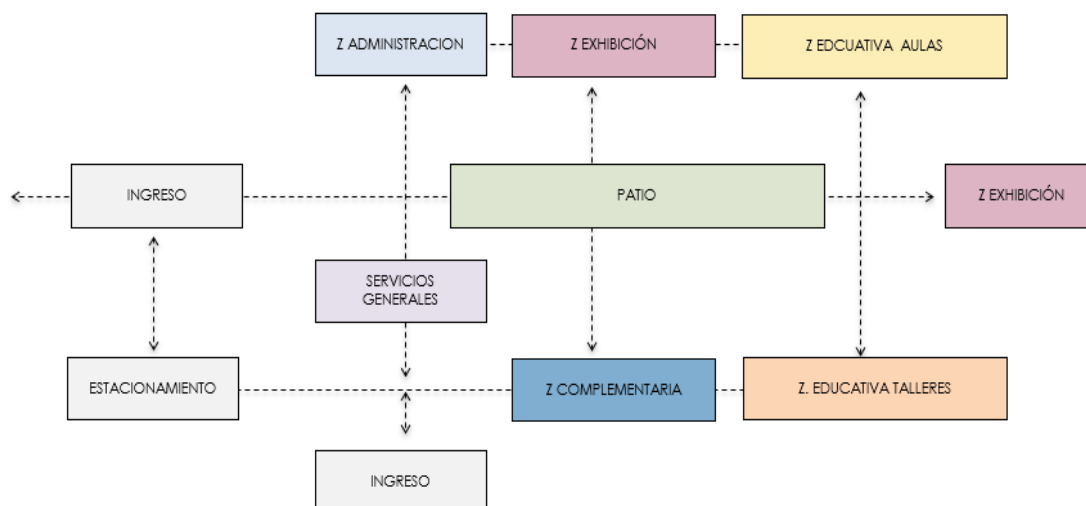 Z ADMINISTRACION
Z EXHIBICIÓN
Z EDCUATIVA AULAS
INGRESO
PATIO
Z EXHIBICIÓN
SERVICIOS
GENERALES
ESTACIONAMIENTO
Z COMPLEMENTARIA
Z. EDUCATIVA TALLERES
INGRESO